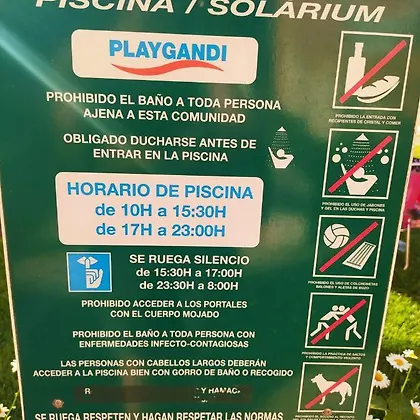 PISCINA / SOLARIUM
PLAYGANDI
PROHIBIDO EL BAÑO A TODA PERSONA
AJENA A ESTA COMUNIDAD
OBLIGADO DUCHARSE ANTES DE
ENTRAR EN LA PISCINA
HORARIO DE PISCINA
de 10H a 15:30H
de 17H a 23:00H
SE RUEGA SILENCIO
de 15:30H a 17:00H
de 23:30H a 8:00H
PROHIBIDO ACCEDER A LOS PORTALES
CON EL CUERPO MOJADO
PROHIBIDO EL BAÑO A TODA PERSONA CON
ENFERMEDADES INFECTO-CONTAGIOSAS
LAS PERSONAS CON CABELLOS LARGOS DEBERÁN
ACCEDER A LA PISCINA BIEN CON GORRO DE BAÑO O RECOGIDO
Y HAMAC
SE RUEGA RESPETEN Y HAGAN RESPETAR LAS NORMAS
PROHIBIDO LA ENTRADA CON
RECIPIENTES DE CRISTAL Y COMER
PROHIBIDO EL USO DE JABONES
Y GEL EN LAS DUCHAS Y PISCINA
PROHIBIDO EL USO DE COLCHONETAS
BALONES Y ALETAS DE BUZO
PROHIBIDO LA PRACTICA DE SALTOS
Y COMPORTAMIENTO VIOLENTO